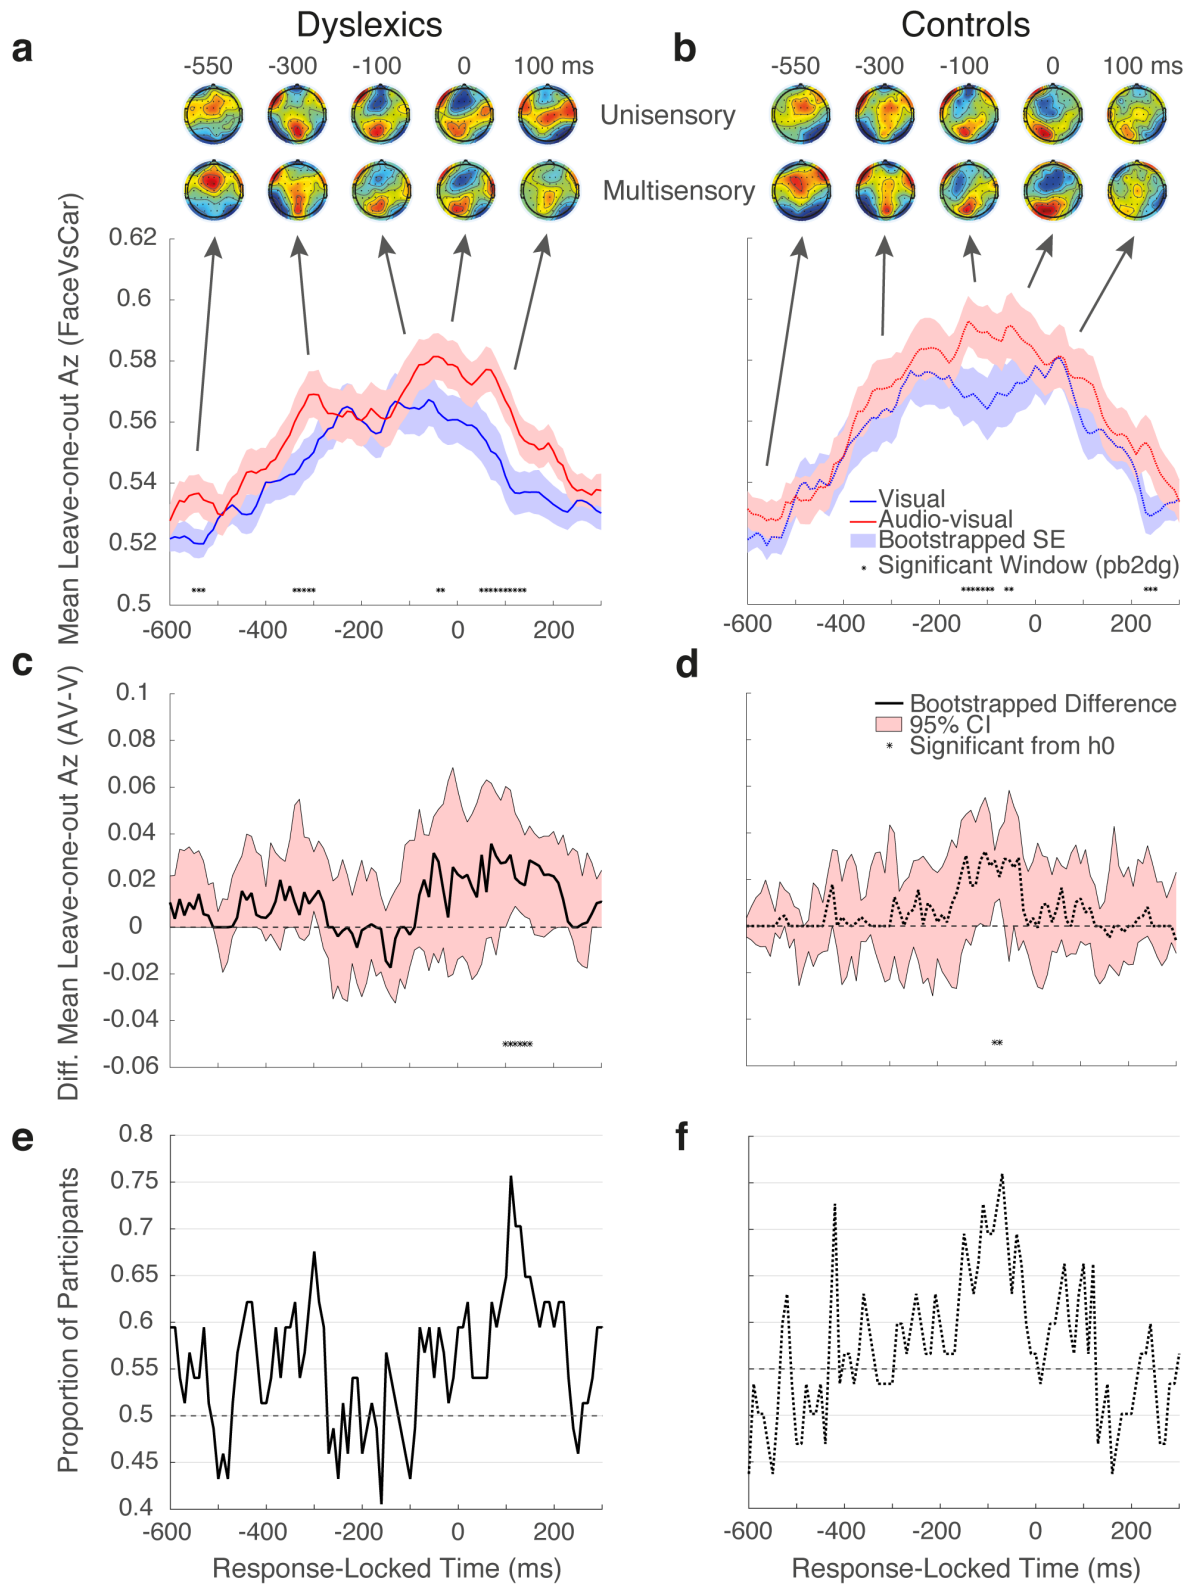 Dyslexics
Controls
a
-550 -300 -100 0 100 ms
b
-550 -300 -100 0 100 ms
Unisensory
Multisensory
Mean Leave-one-out Az (FaceVsCar)
0.62
0.6
0.58
0.56
0.54
0.52
0.5
-600 -400 -200 0 200
Visual
Audio-visual
Bootstrapped SE
Significant Window (pb2dg)
-600 -400 -200 0 200
c
Diff. Mean Leave-one-out Az (AV-V)
0.1
0.08
0.06
0.04
0.02
0
-0.02
-0.04
-0.06
d
Bootstrapped Difference
95% CI
Significant from h0
e
Proportion of Participants
0.8
0.75
0.7
0.65
0.6
0.55
0.5
0.45
0.4
-600 -400 -200 0 200
Response-Locked Time (ms)
f
-600 -400 -200 0 200
Response-Locked Time (ms)